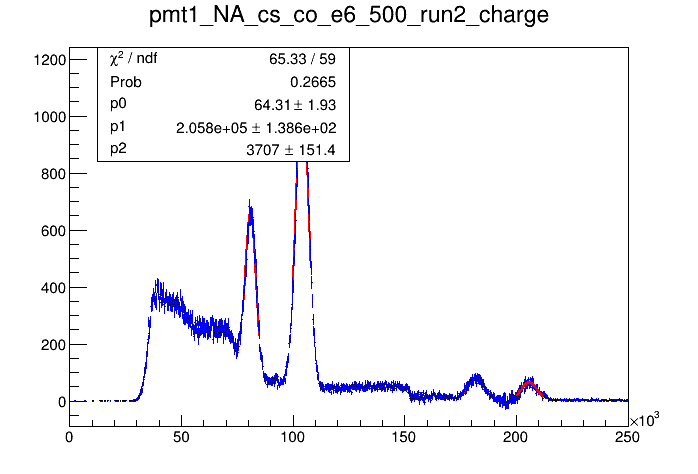 pmt1_NA_cs_co_e6_500_run2_charge
χ² / ndf 65.33 / 59
Prob 0.2665
p0 64.31 ± 1.93
p1 2.058e+05 ± 1.386e+02
p2 3707 ± 151.4
1200
1000
800
600
400
200
0
0 50 100 150 200 250
×10³